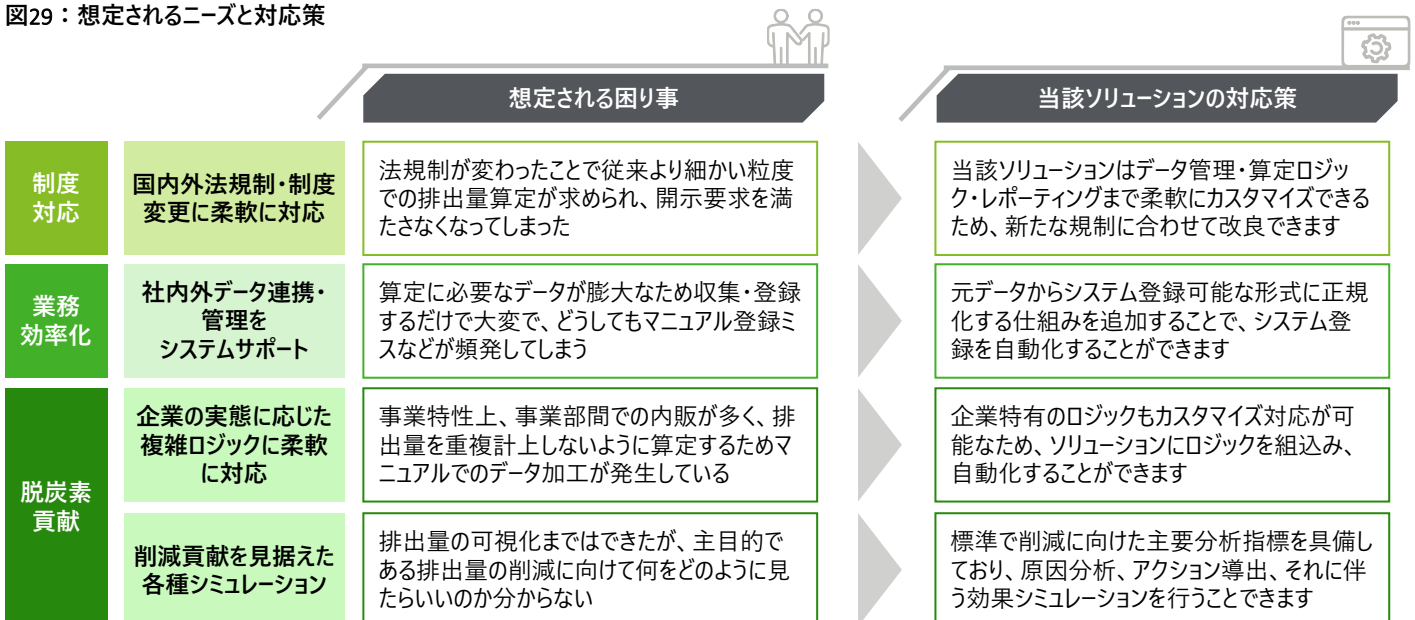 図29：想定されるニーズと対応策
想定される困り事
当該ソリューションの対応策
制度
対応
国内外法規制・制度
変更に柔軟に対応
法規制が変わったことで従来より細かい粒度
での排出量算定が求められ、開示要求を満
たさなくなってしまった
当該ソリューションはデータ管理・算定ロジッ
ク・レポーティングまで柔軟にカスタマイズできる
ため、新たな規制に合わせて改良できます
業務
効率化
社内外データ連携・
管理を
システムサポート
算定に必要なデータが膨大なため収集・登録
するだけで大変で、どうしてもマニュアル登録ミ
スなどが頻発してしまう
元データからシステム登録可能な形式に正規
化する仕組みを追加することで、システム登
録を自動化することができます
脱炭素
貢献
企業の実態に応じた
複雑ロジックに柔軟
に対応
事業特性上、事業部間での内販が多く、排
出量を重複計上しないように算定するためマ
ニュアルでのデータ加工が発生している
企業特有のロジックもカスタマイズ対応が可
能なため、ソリューションにロジックを組込み、
自動化することができます
削減貢献を見据えた
各種シミュレーション
排出量の可視化まではできたが、主目的で
ある排出量の削減に向けて何をどのように見
たらいいのか分からない
標準で削減に向けた主要分析指標を具備し
ており、原因分析、アクション導出、それに伴
う効果シミュレーションを行うことできます